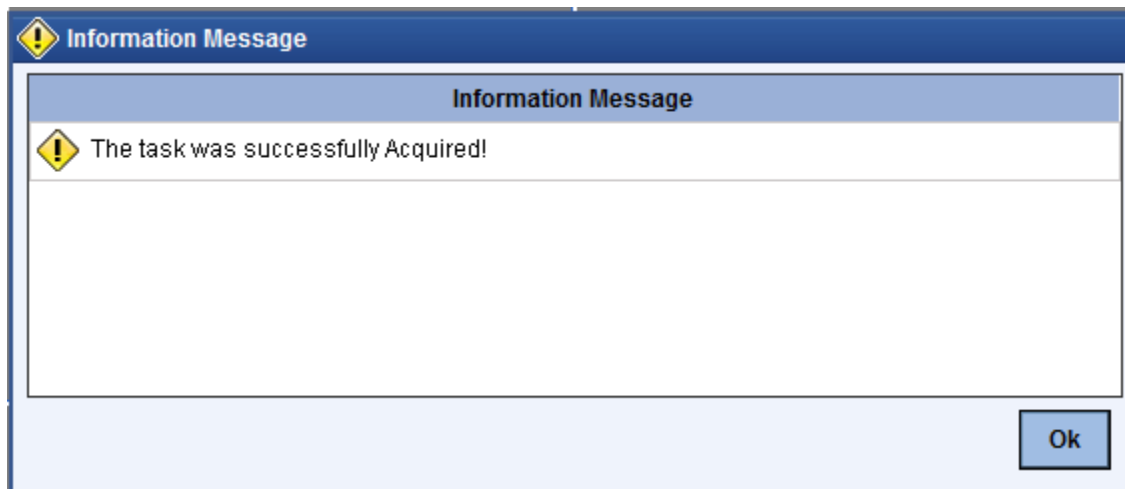 Information Message
Information Message
The task was successfully Acquired!
Ok